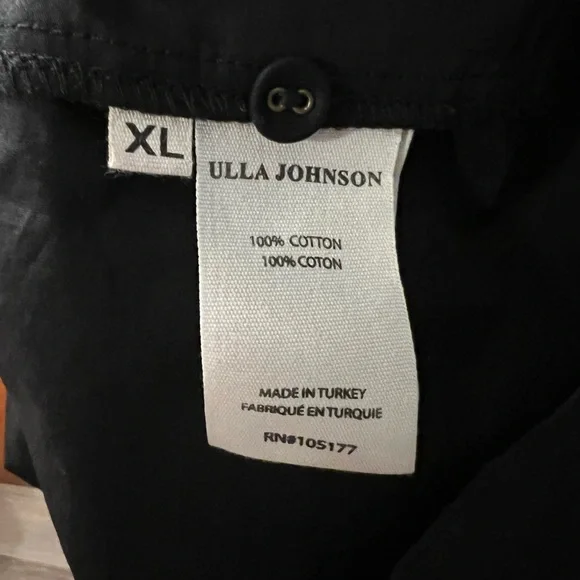 XL
ULLA JOHNSON
100% COTTON
100% COTON
MADE IN TURKEY
FABRIQUÉ EN TURQUIE
RN#105177